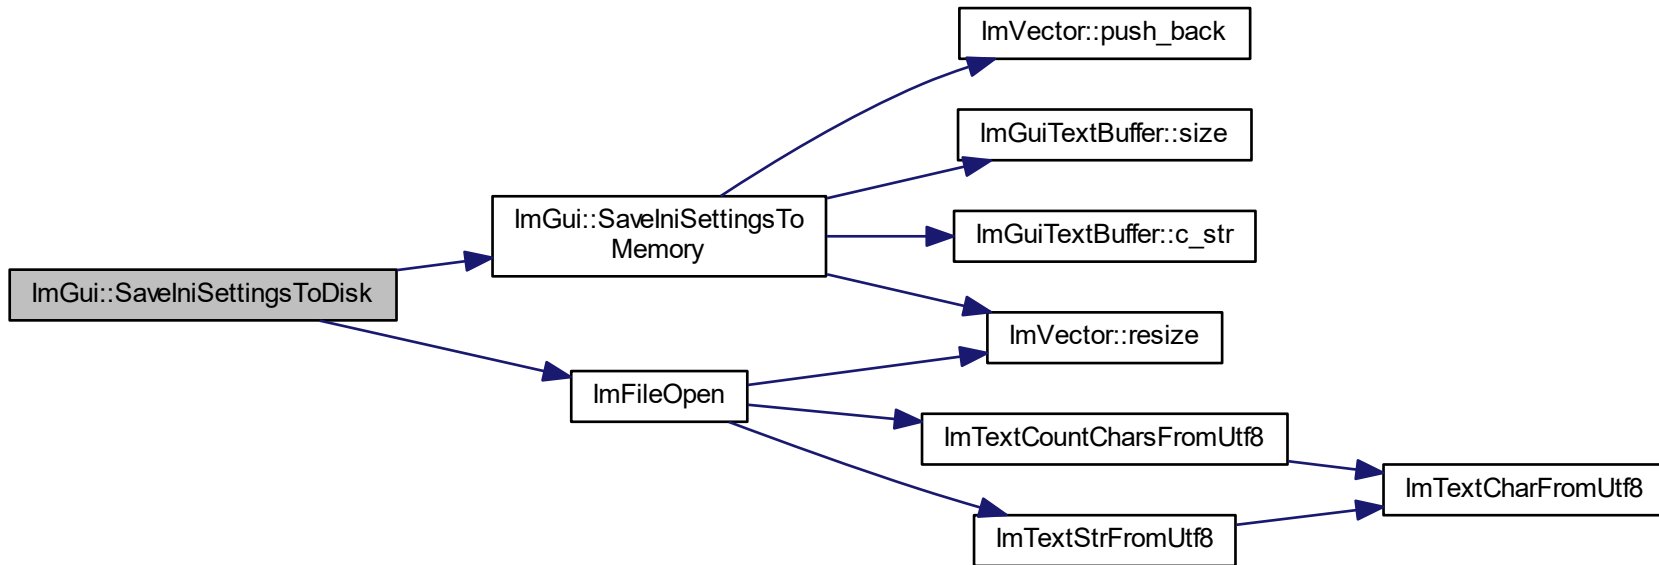 ImVector::push_back
ImGuiTextBuffer::size
ImGui::SaveIniSettingsTo
Memory
ImGuiTextBuffer::c_str
ImGui::SaveIniSettingsToDisk
ImVector::resize
ImFileOpen
ImTextCountCharsFromUtf8
ImTextCharFromUtf8
ImTextStrFromUtf8